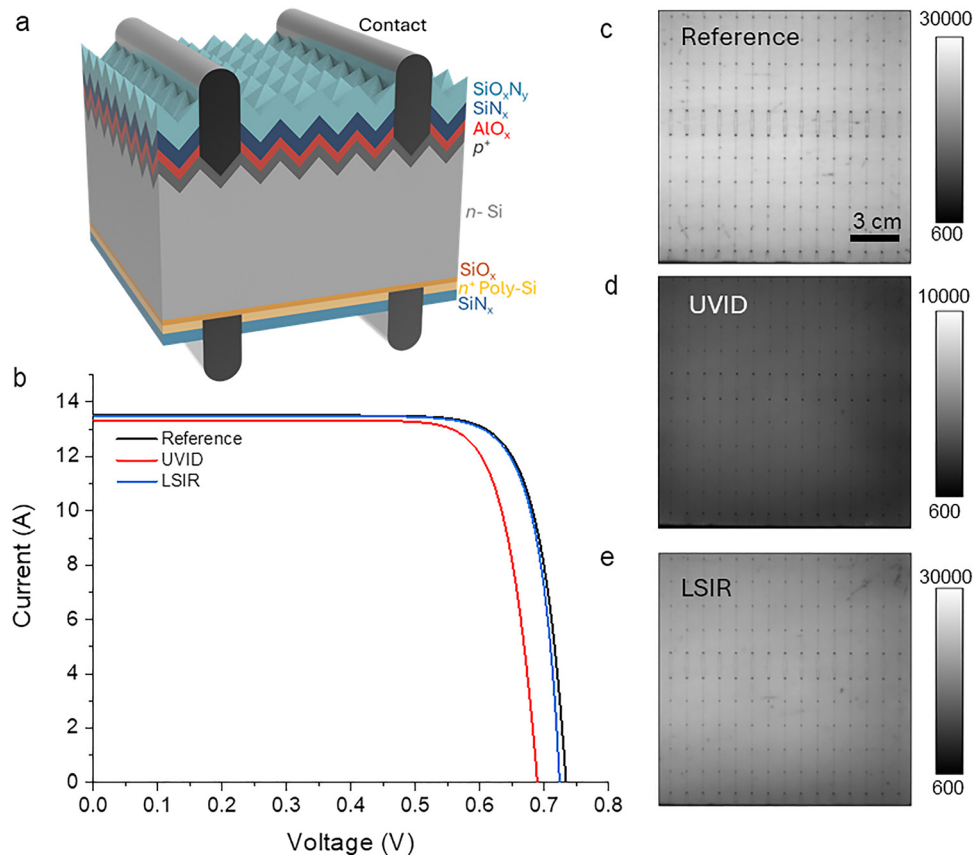 a
Contact
SiOxNy
SiNx
AlOx
p+
n- Si
SiOx
n+ Poly-Si
SiNx
b
14
12
10
8
6
4
2
0
Current (A)
Reference
UVID
LSIR
0.0 0.1 0.2 0.3 0.4 0.5 0.6 0.7 0.8
Voltage (V)
c
Reference
3 cm
30000
600
d
UVID
10000
600
e
LSIR
30000
600